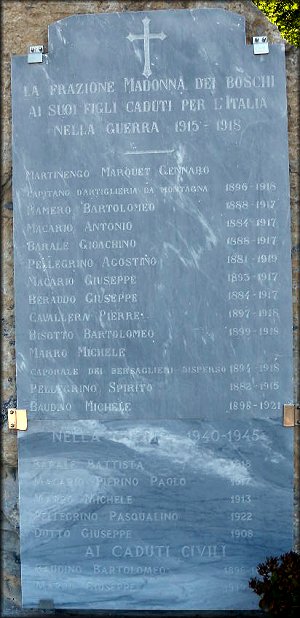 LA FRAZIONE MADONNA DEI BOSCHI
AI SUOI FIGLI CADUTI PER L'ITALIA
NELLA GUERRA 1915-1918
MARTINENGO MARQUET GENNARO
CAPITANO D'ARTIGLIERIA DA MONTAGNA 1896-1918
RAMERO BARTOLOMEO 1888-1917
MACARIO ANTONIO 1884-1917
BARALE GIOACHINO 1888-1917
PELLEGRINO AGOSTINO 1881-1919
MACARIO GIUSEPPE 1893-1917
BERAUDO GIUSEPPE 1884-1917
CAVALLERA PIERRE 1897-1918
BISOTTO BARTOLOMEO 1899-1918
MARRO MICHELE
CAPORALE DEI BERSAGLIERI DISPERSO 1894-1918
PELLEGRINO SPIRITO 1882-1915
BAUDINO MICHELE 1898-1921
NELLA 1940-1945
BARALE BATTISTA
MACARIO PIERINO PAOLO 1917
MARRO MICHELE 1913
PELLEGRINO PASQUALINO 1922
DUTTO GIUSEPPE 1908
AI CADUTI CIVILI
BAUDINO BARTOLOMEO
GIUSEPPE